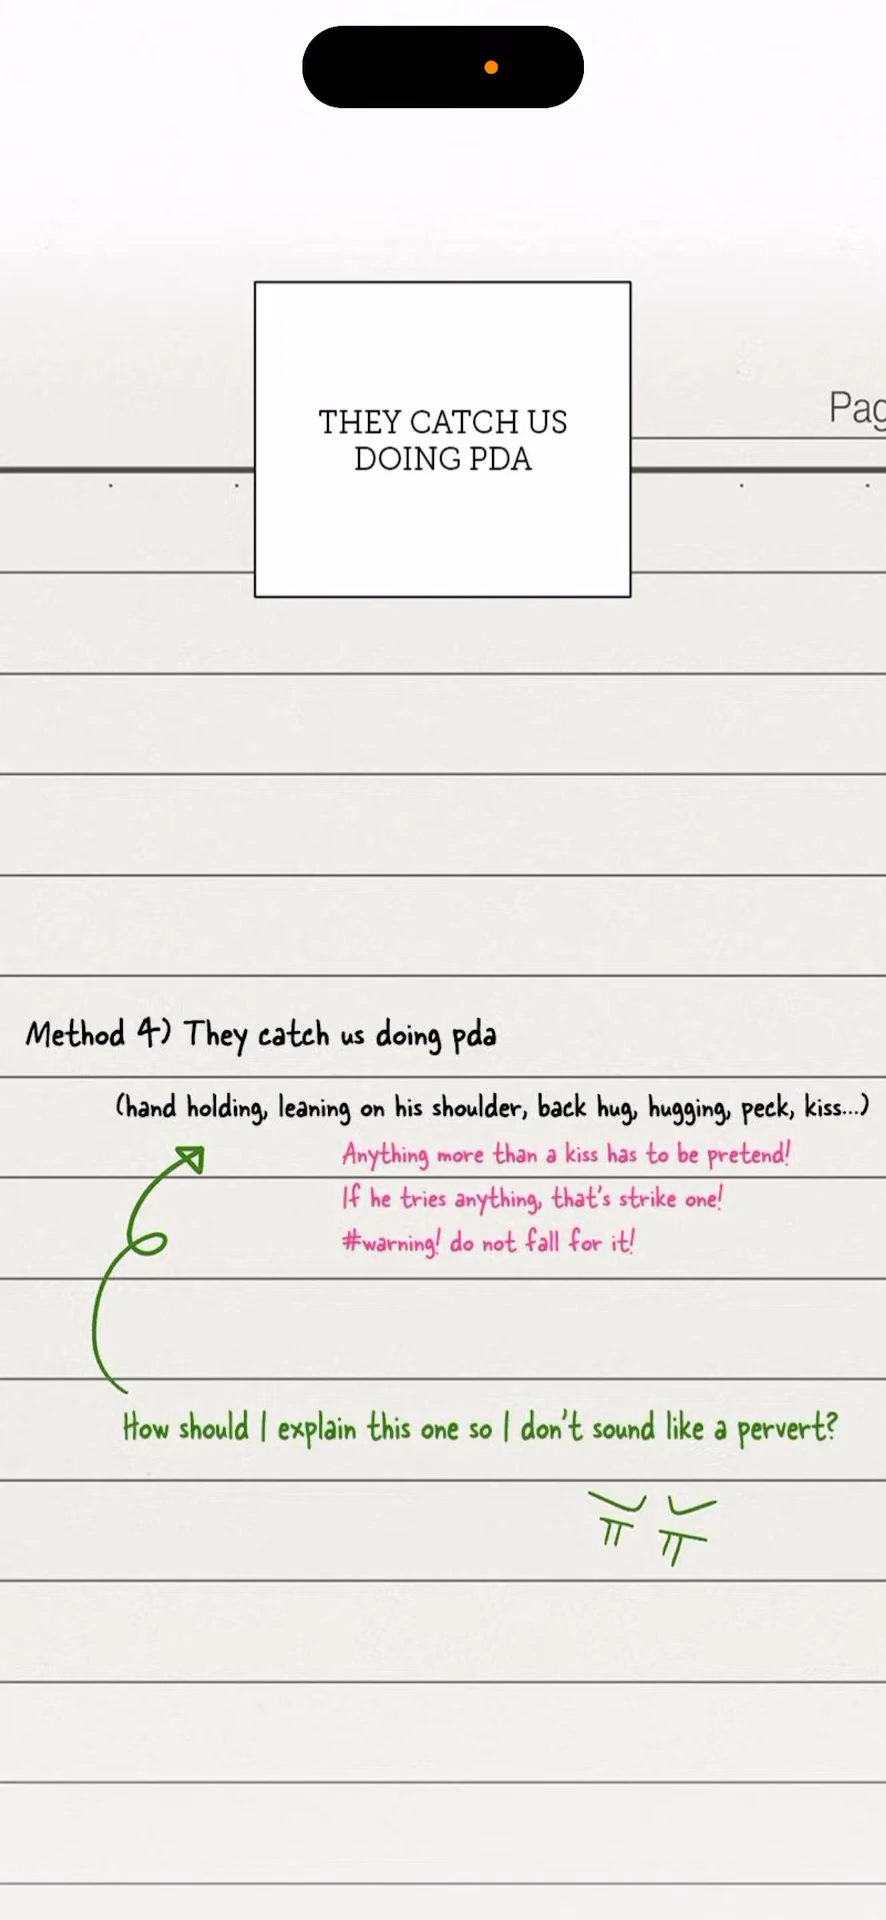 THEY CATCH US
DOING PDA
Pag
Method 4) They catch us doing pda
(hand holding, leaning on his shoulder, back hug, hugging, peck, kiss...)
Anything more than a kiss has to be pretend!
If he tries anything, that's strike one!
#warning! do not fall for it!
How should I explain this one so I don't sound like a pervert?